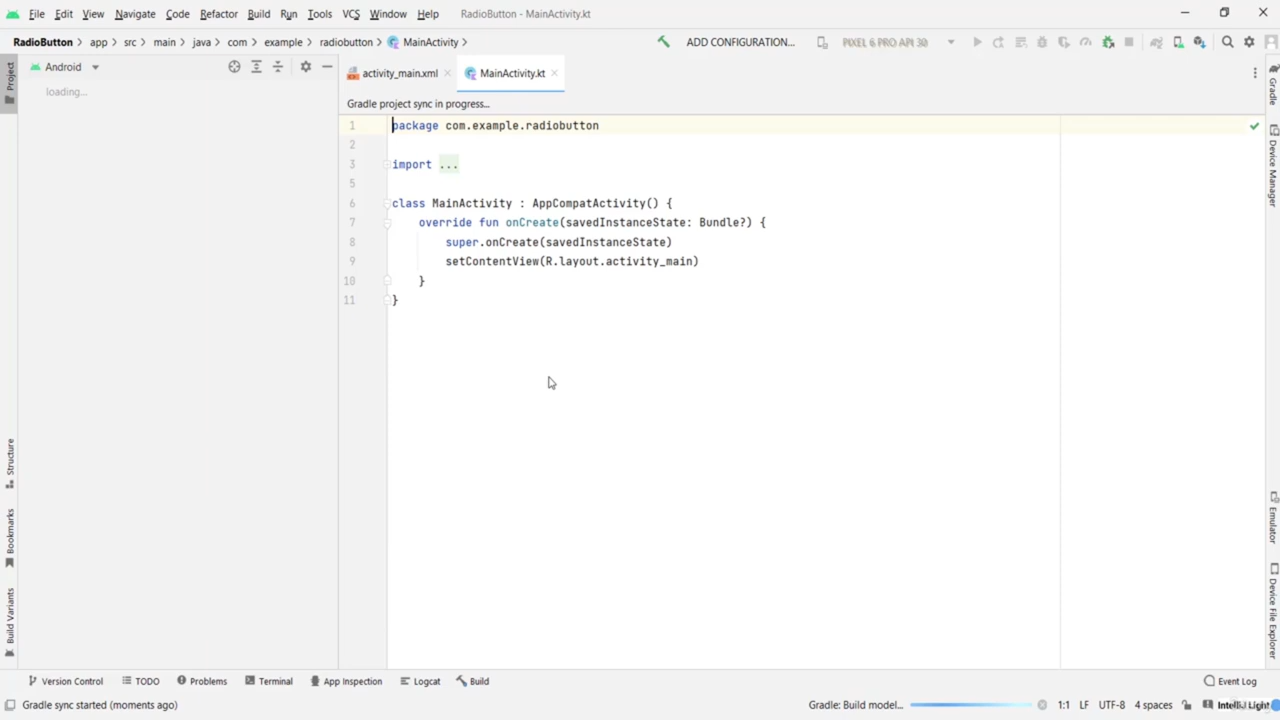 File Edit View Navigate Code Refactor Build Run Tools VCS Window Help RadioButton - MainActivity.kt
RadioButton app src main java com example radiobutton MainActivity ADD CONFIGURATION... PIXEL 6 PRO API 30
Project
Android
loading...
activity_main.xml MainActivity.kt
Gradle project sync in progress...
1 package com.example.radiobutton
2
3 import ...
5
6 class MainActivity : AppCompatActivity() {
7 override fun onCreate(savedInstanceState: Bundle?) {
8 super.onCreate(savedInstanceState)
9 setContentView(R.layout.activity_main)
10 }
11 }
Structure
Bookmarks
Build Variants
Gradle
Device Manager
Emulator
Device File Explorer
Version Control TODO Problems Terminal App Inspection Logcat Build Event Log
Gradle sync started (moments ago) Gradle: Build model... 1:1 LF UTF-8 4 spaces IntelliJ Light